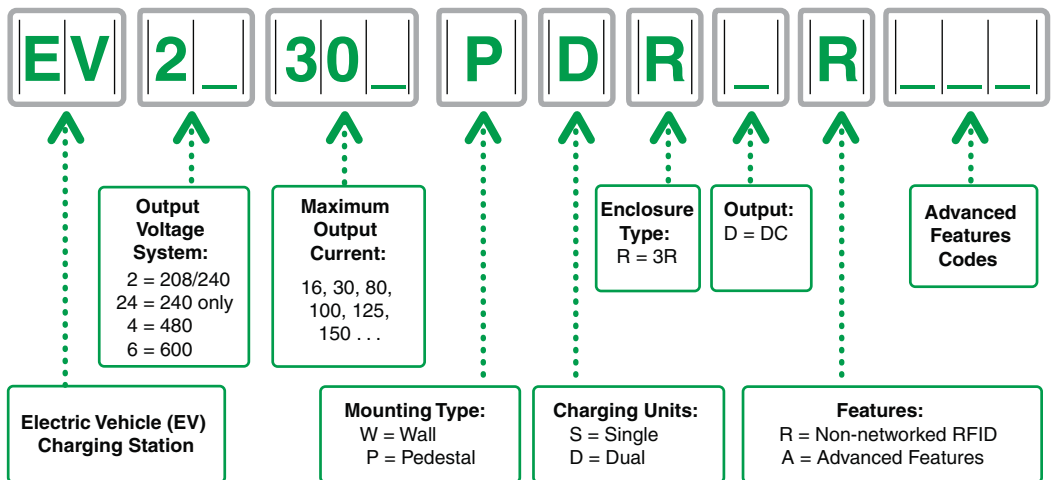 EV 2_ 30_ P D R _ R _ _ _
Output
Voltage
System:
2 = 208/240
24 = 240 only
4 = 480
6 = 600
Maximum
Output
Current:
16, 30, 80,
100, 125,
150 . . .
Enclosure
Type:
R = 3R
Output:
D = DC
Advanced
Features
Codes
Electric Vehicle (EV)
Charging Station
Mounting Type:
W = Wall
P = Pedestal
Charging Units:
S = Single
D = Dual
Features:
R = Non-networked RFID
A = Advanced Features